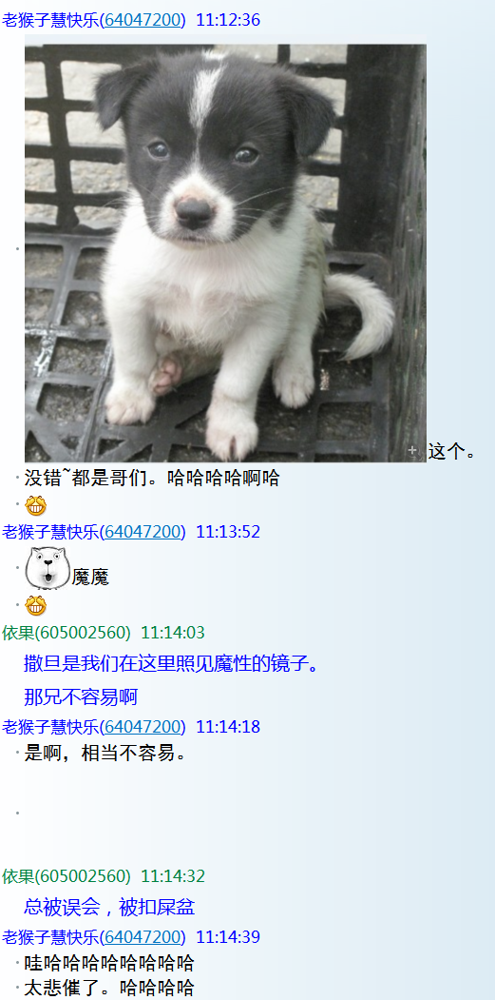 老猴子慧快乐(64047200) 11:12:36
这个。
没错~都是哥们。哈哈哈哈啊哈
老猴子慧快乐(64047200) 11:13:52
魔魔
依果(605002560) 11:14:03
撒旦是我们在这里照见魔性的镜子。
那兄不容易啊
老猴子慧快乐(64047200) 11:14:18
是啊，相当不容易。
依果(605002560) 11:14:32
总被误会，被扣屎盆
老猴子慧快乐(64047200) 11:14:39
哇哈哈哈哈哈哈哈哈
太悲催了。哈哈哈哈